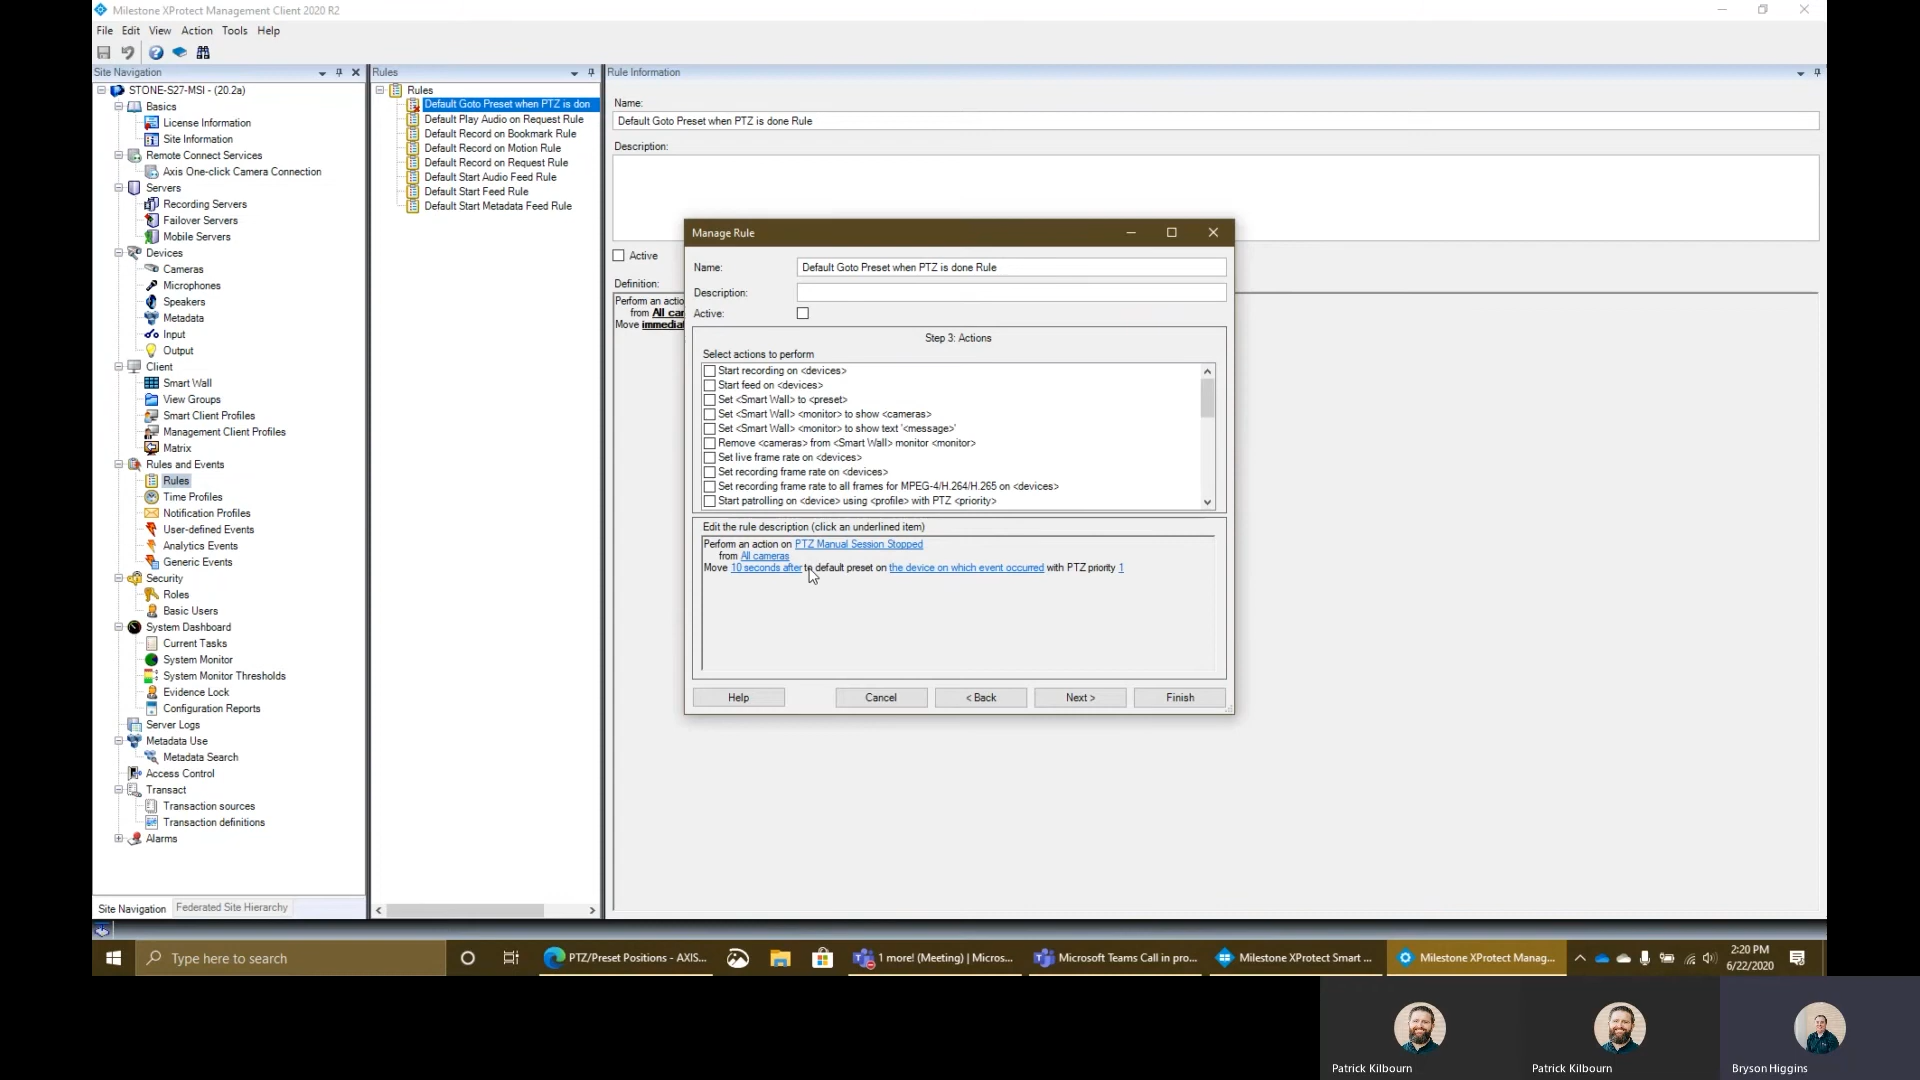 Milestone XProtect Management Client 2020 R2
File Edit View Action Tools Help
Site Navigation
STONE-S27-MSI - (20.2a)
Basics
License Information
Site Information
Remote Connect Services
Axis One-click Camera Connection
Servers
Recording Servers
Failover Servers
Mobile Servers
Devices
Cameras
Microphones
Speakers
Metadata
Input
Output
Client
Smart Wall
View Groups
Smart Client Profiles
Management Client Profiles
Matrix
Rules and Events
Rules
Time Profiles
Notification Profiles
User-defined Events
Analytics Events
Generic Events
Security
Roles
Basic Users
System Dashboard
Current Tasks
System Monitor
System Monitor Thresholds
Evidence Lock
Configuration Reports
Server Logs
Metadata Use
Metadata Search
Access Control
Transact
Transaction sources
Transaction definitions
Alarms
Site Navigation Federated Site Hierarchy
Rules
Rules
Default Goto Preset when PTZ is don
Default Play Audio on Request Rule
Default Record on Bookmark Rule
Default Record on Motion Rule
Default Record on Request Rule
Default Start Audio Feed Rule
Default Start Feed Rule
Default Start Metadata Feed Rule
Rule Information
Name:
Default Goto Preset when PTZ is done Rule
Description:
Active
Definition:
Perform an actio
from All car
Move immedia
Manage Rule
Name: Default Goto Preset when PTZ is done Rule
Description:
Active:
Step 3: Actions
Select actions to perform
Start recording on <devices>
Start feed on <devices>
Set <Smart Wall> to <preset>
Set <Smart Wall> <monitor> to show <cameras>
Set <Smart Wall> <monitor> to show text '<message>'
Remove <cameras> from <Smart Wall> monitor <monitor>
Set live frame rate on <devices>
Set recording frame rate on <devices>
Set recording frame rate to all frames for MPEG-4/H.264/H.265 on <devices>
Start patrolling on <device> using <profile> with PTZ <priority>
Edit the rule description (click an underlined item)
Perform an action on PTZ Manual Session Stopped
from All cameras
Move 10 seconds after to default preset on the device on which event occurred with PTZ priority 1
Help Cancel < Back Next > Finish
Type here to search
PTZ/Preset Positions - AXIS...
1 more! (Meeting) | Micros...
Microsoft Teams Call in pro...
Milestone XProtect Smart ...
Milestone XProtect Manag...
2:20 PM
6/22/2020
Patrick Kilbourn
Patrick Kilbourn
Bryson Higgins